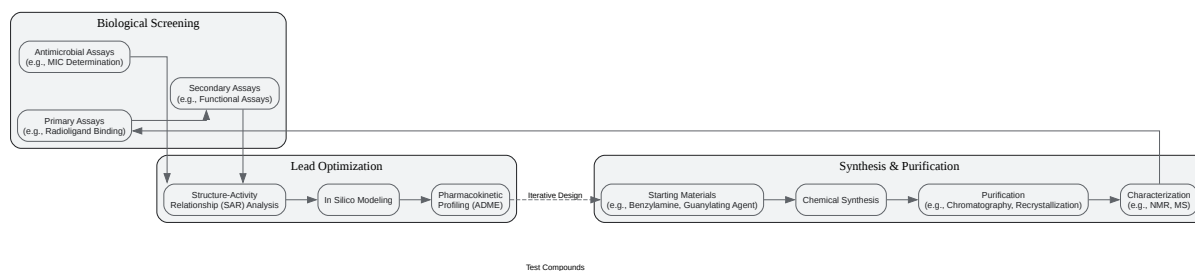 Biological Screening
Antimicrobial Assays
(e.g., MIC Determination)
Secondary Assays
(e.g., Functional Assays)
Primary Assays
(e.g., Radioligand Binding)
Lead Optimization
Structure-Activity
Relationship (SAR) Analysis
In Silico Modeling
Pharmacokinetic
Profiling (ADME)
Iterative Design
Synthesis & Purification
Starting Materials
(e.g., Benzylamine, Guanylating Agent)
Chemical Synthesis
Purification
(e.g., Chromatography, Recrystallization)
Characterization
(e.g., NMR, MS)
Test Compounds